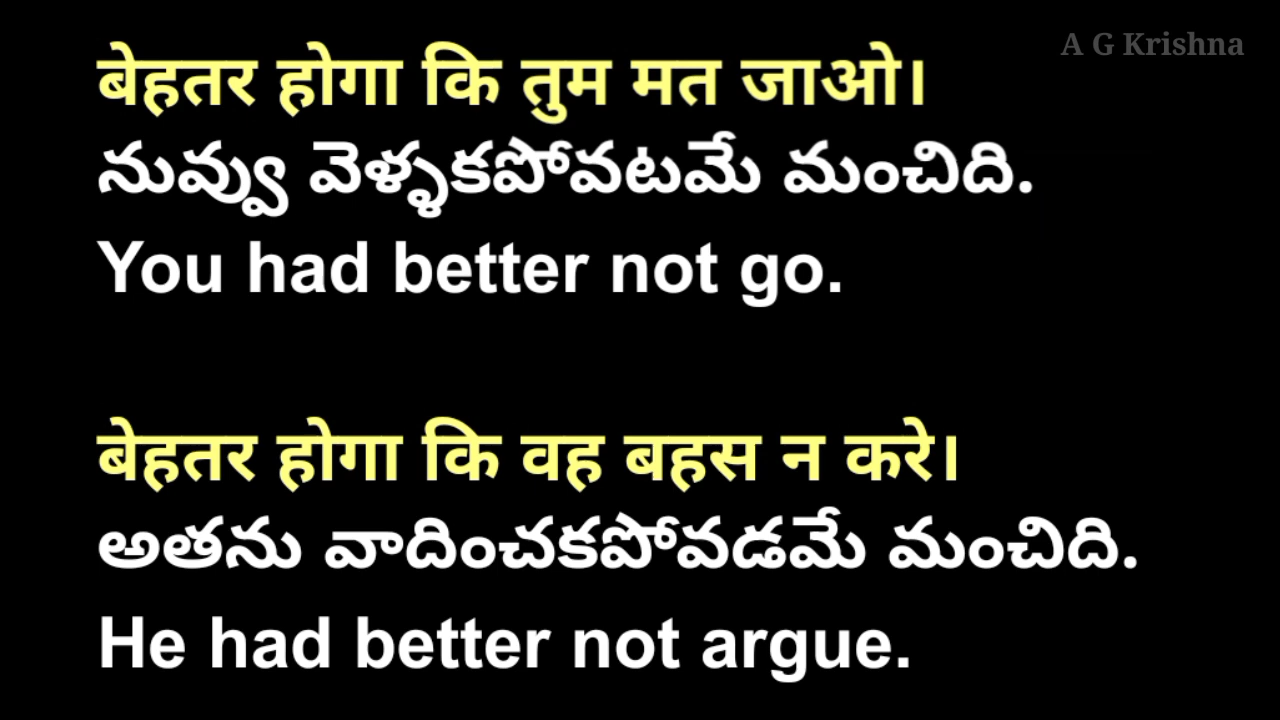 A G Krishna
बेहतर होगा कि तुम मत जाओ।
నువ్వు వెళ్ళకపోవటమే మంచిది.
You had better not go.
बेहतर होगा कि वह बहस न करे।
అతను వాదించకపోవడమే మంచిది.
He had better not argue.